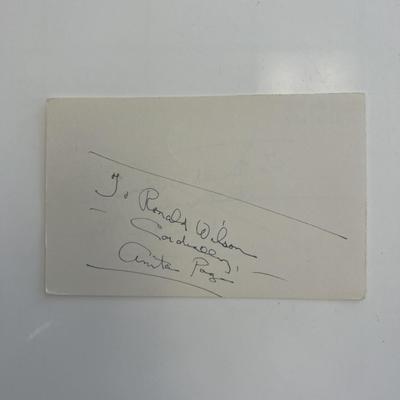 To Ronald Wilson
— Cordially, —
Anita Page